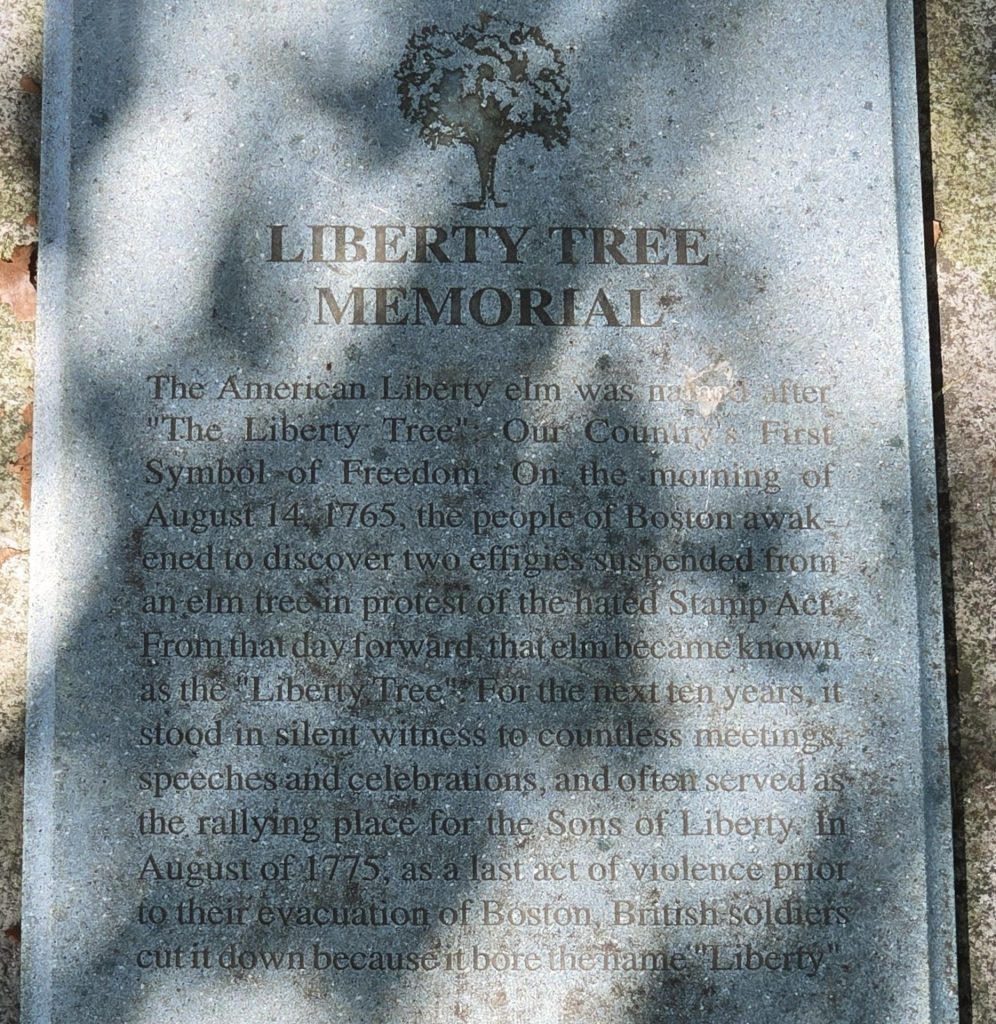 LIBERTY TREE
MEMORIAL
The American Liberty elm was named after
"The Liberty Tree": Our Country's First
Symbol of Freedom. On the morning of
August 14, 1765, the people of Boston awak-
ened to discover two effigies suspended from
an elm tree in protest of the hated Stamp Act.
From that day forward, that elm became known
as the "Liberty Tree". For the next ten years, it
stood in silent witness to countless meetings,
speeches and celebrations, and often served as
the rallying place for the Sons of Liberty. In
August of 1775, as a last act of violence prior
to their evacuation of Boston, British soldiers
cut it down because it bore the name "Liberty"